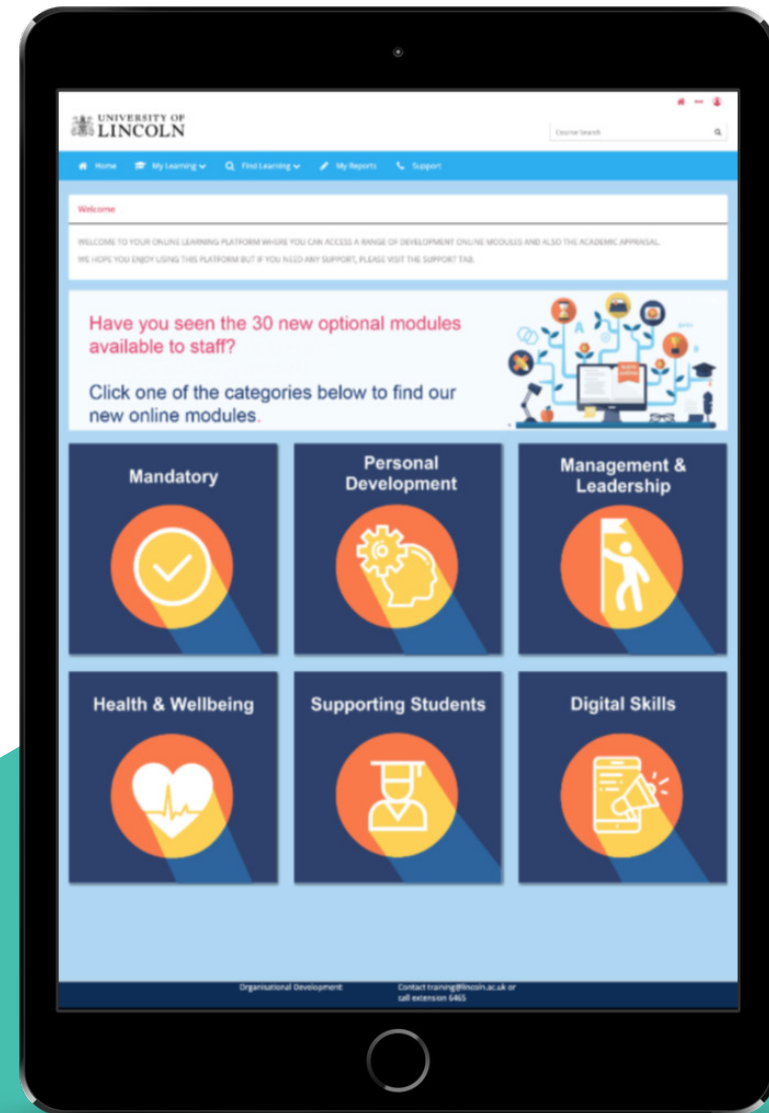 UNIVERSITY OF
LINCOLN
Course Search
Home My Learning Find Learning My Reports Support
Welcome
WELCOME TO YOUR ONLINE LEARNING PLATFORM WHERE YOU CAN ACCESS A RANGE OF DEVELOPMENT ONLINE MODULES AND ALSO THE ACADEMIC APPRAISAL.
WE HOPE YOU ENJOY USING THIS PLATFORM BUT IF YOU NEED ANY SUPPORT, PLEASE VISIT THE SUPPORT TAB.
Have you seen the 30 new optional modules
available to staff?
Click one of the categories below to find our
new online modules.
A
Mandatory
Personal
Development
Management &
Leadership
Health & Wellbeing
Supporting Students
Digital Skills
Organisational Development
Contact training@lincoln.ac.uk or
call extension 6465